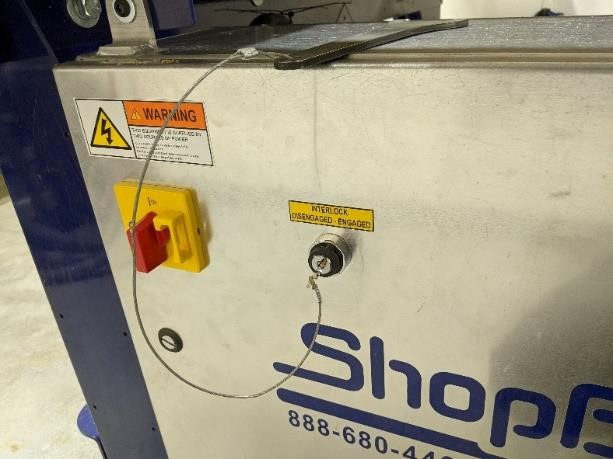 WARNING
THIS EQUIPMENT IS SUPPLIED BY
TWO SOURCES OF POWER
INTERLOCK
DISENGAGED - ENGAGED
ShopB
888-680-44